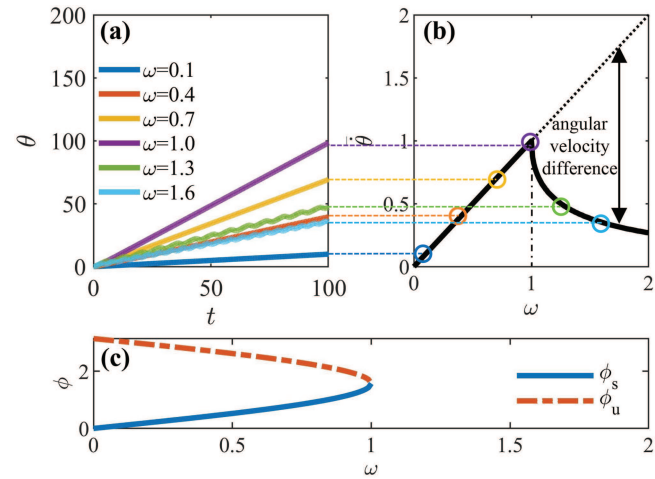 (a)
200
150
100
50
0
θ
ω=0.1
ω=0.4
ω=0.7
ω=1.0
ω=1.3
ω=1.6
0
50
100
t
(b)
2
1.5
1
0.5
0
θ̇̄
angular
velocity
difference
0
1
2
ω
(c)
2
0
ϕ
ϕs
ϕu
0
0.5
1
1.5
2
ω